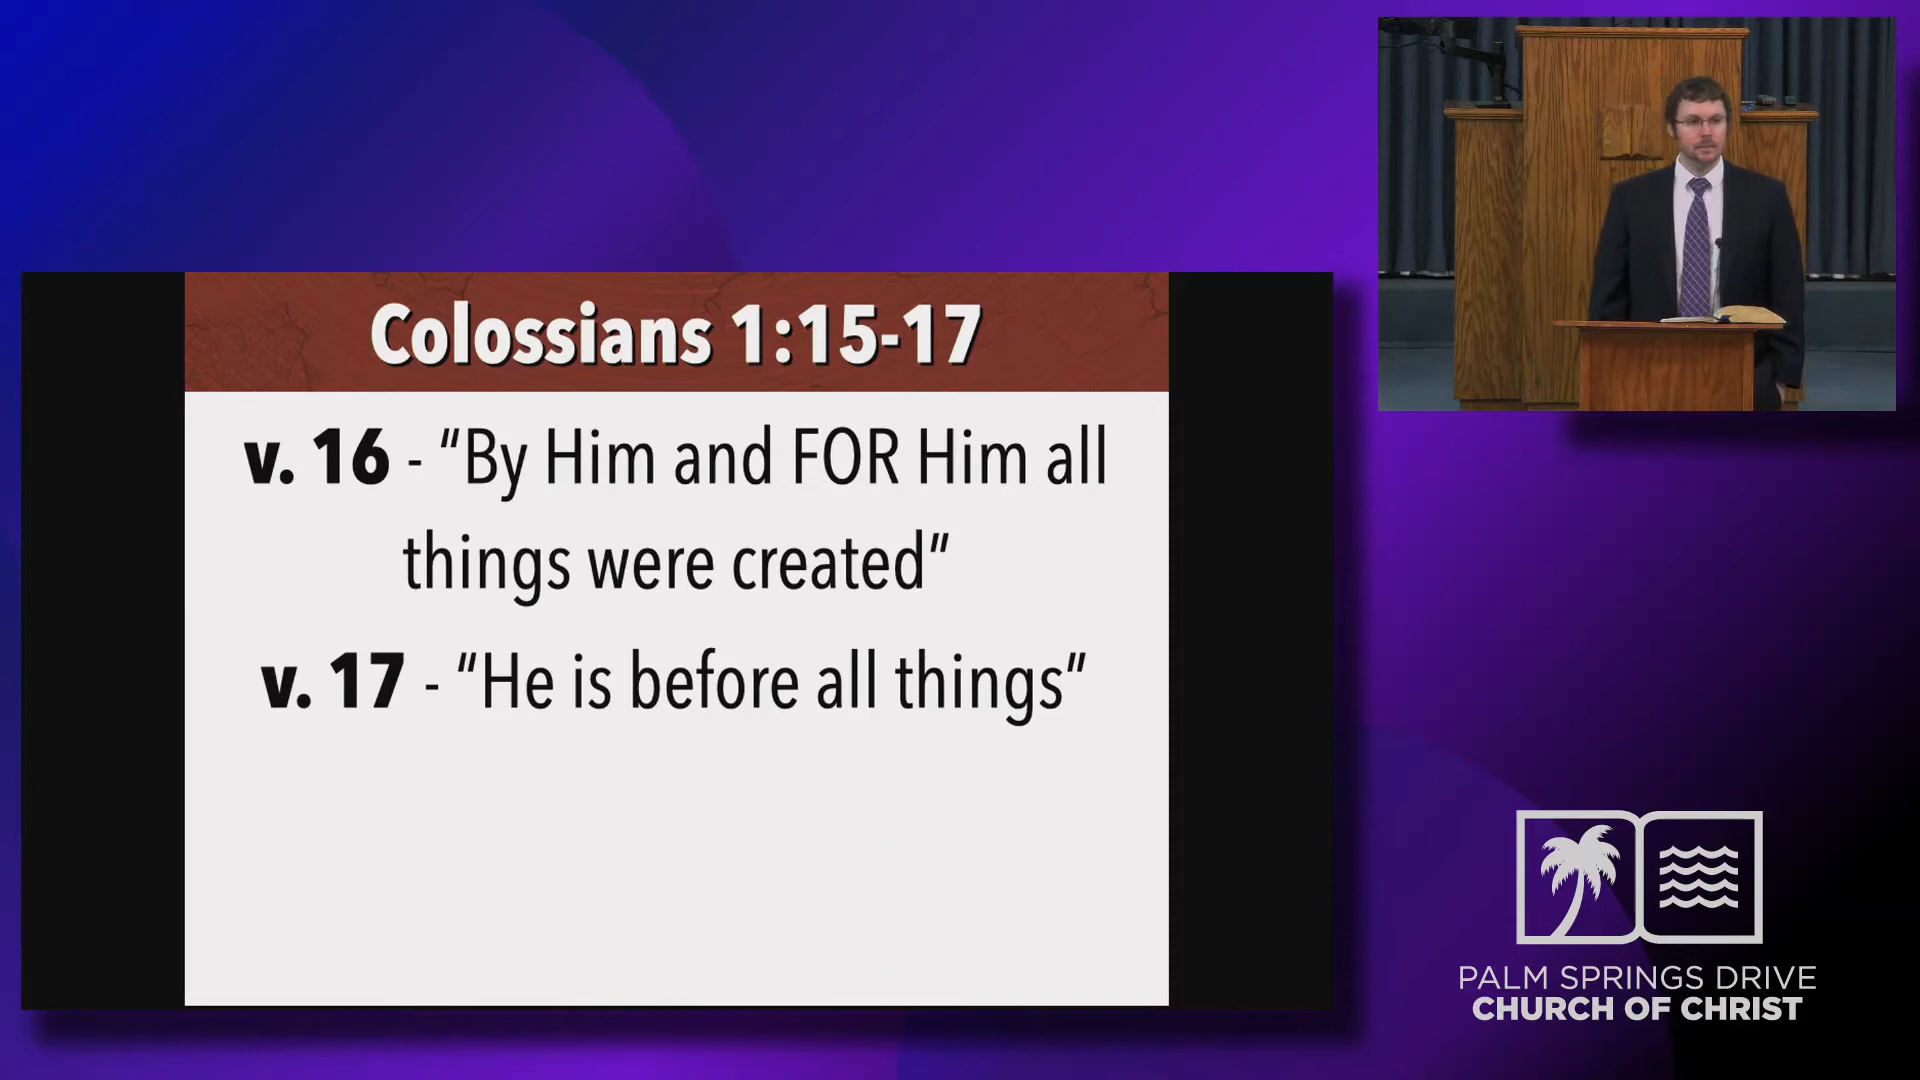 Colossians 1:15-17
v. 16 - “By Him and FOR Him all
things were created”
v. 17 - “He is before all things”
PALM SPRINGS DRIVE
CHURCH OF CHRIST